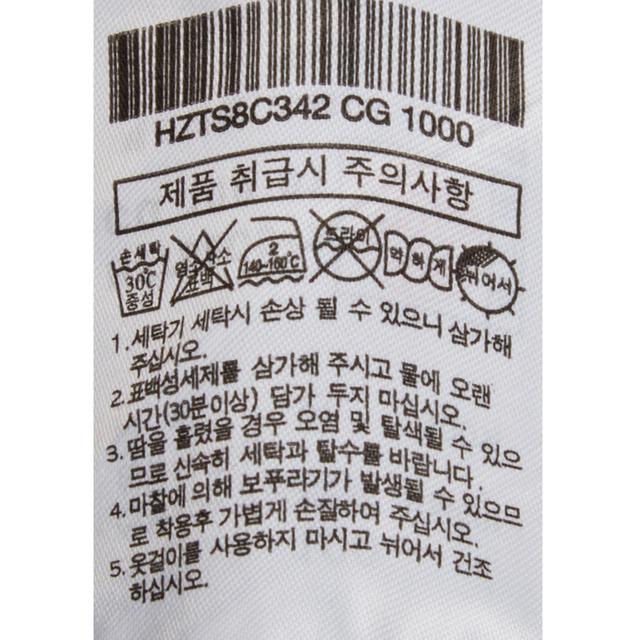 HZTS8C342 CG 1000
제품 취급시 주의사항
손세탁
30℃
중성
염소
표백
2
140~160℃
드라이
약하게
뉘어서
1. 세탁기 세탁시 손상 될 수 있으니 삼가해
주십시오.
2. 표백성세제를 삼가해 주시고 물에 오랜
시간(30분이상) 담가 두지 마십시오.
3. 땀을 흘렸을 경우 오염 및 탈색될 수 있으
므로 신속히 세탁과 탈수를 바랍니다.
4. 마찰에 의해 보푸라기가 발생될 수 있으므
로 착용후 가볍게 손질하여 주십시오.
5. 옷걸이를 사용하지 마시고 뉘어서 건조
하십시오.